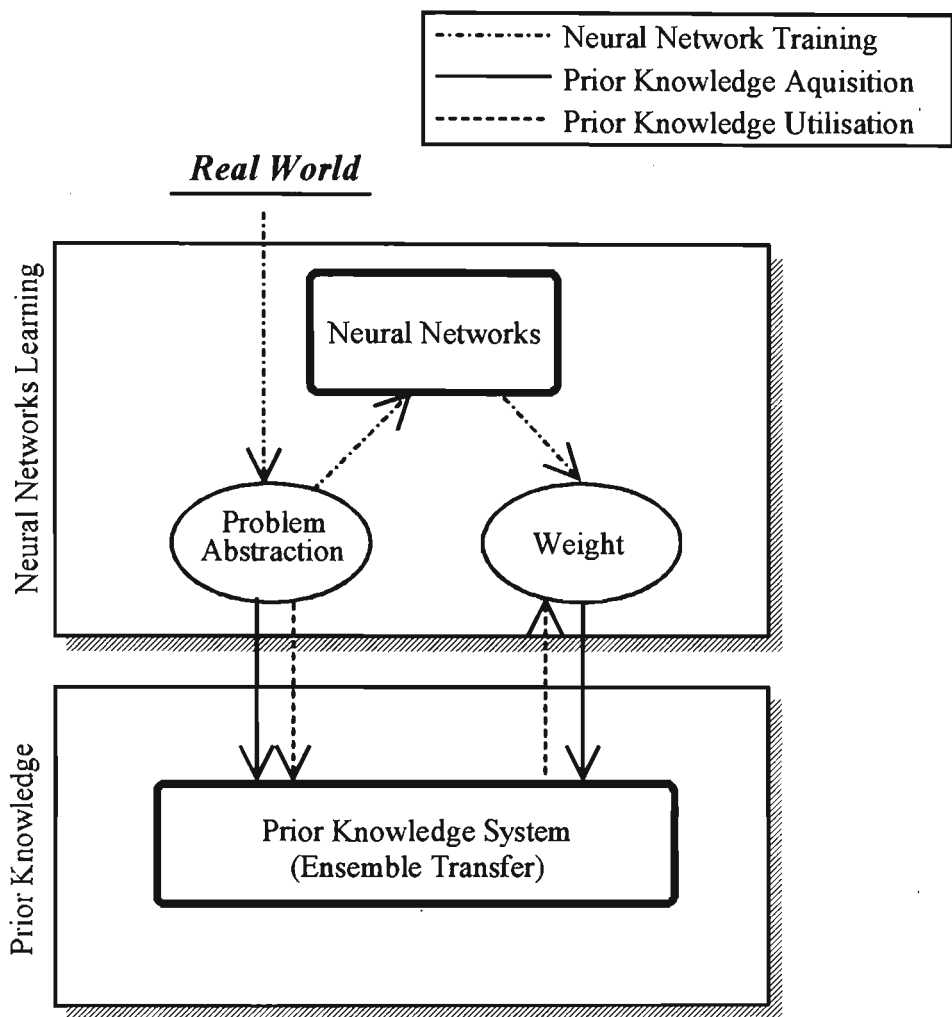 Neural Network Training
Prior Knowledge Aquisition
Prior Knowledge Utilisation
Real World
Neural Networks Learning
Neural Networks
Problem
Abstraction
Weight
Prior Knowledge
Prior Knowledge System
(Ensemble Transfer)